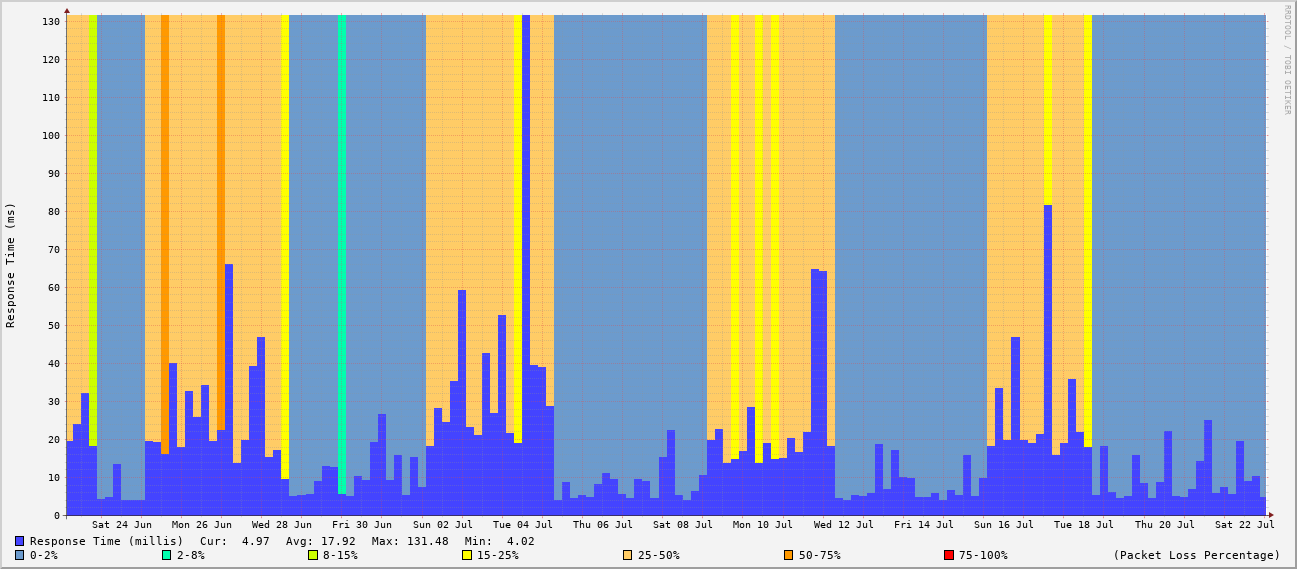 RRDTOOL / TOBI OETIKER
Response Time (ms)
130
120
110
100
90
80
70
60
50
40
30
20
10
0
Sat 24 Jun Mon 26 Jun Wed 28 Jun Fri 30 Jun Sun 02 Jul Tue 04 Jul Thu 06 Jul Sat 08 Jul Mon 10 Jul Wed 12 Jul Fri 14 Jul Sun 16 Jul Tue 18 Jul Thu 20 Jul Sat 22 Jul
Response Time (millis) Cur: 4.97 Avg: 17.92 Max: 131.48 Min: 4.02
0-2% 2-8% 8-15% 15-25% 25-50% 50-75% 75-100% (Packet Loss Percentage)